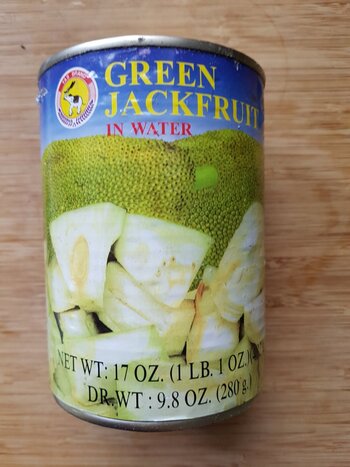 GREEN
JACKFRUIT
IN WATER
NET WT: 17 OZ. (1 LB. 1 OZ.)
DR.WT : 9.8 OZ. (280 g.)